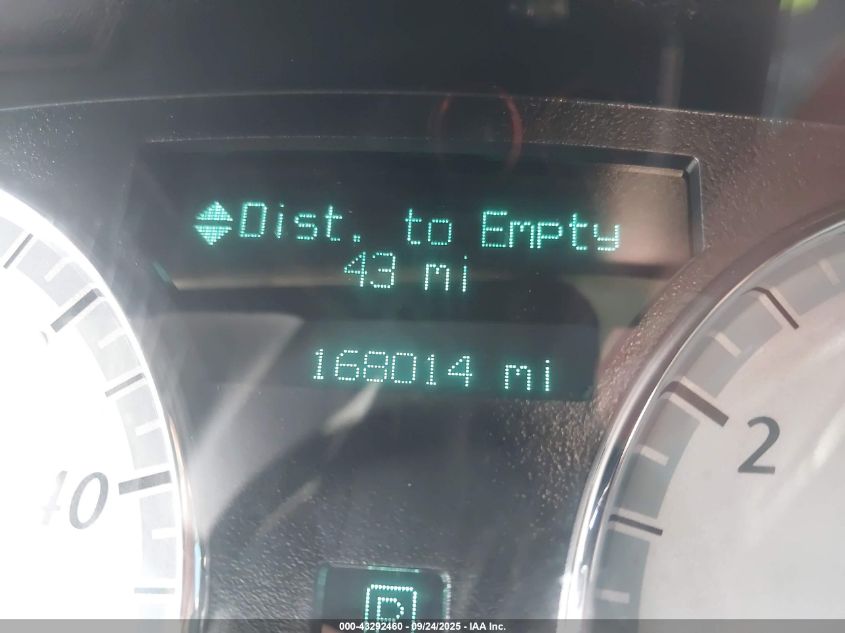 Dist. to Empty
43 mi
168014 mi
2
40
P
000-43292460 - 09/24/2025 - IAA Inc.